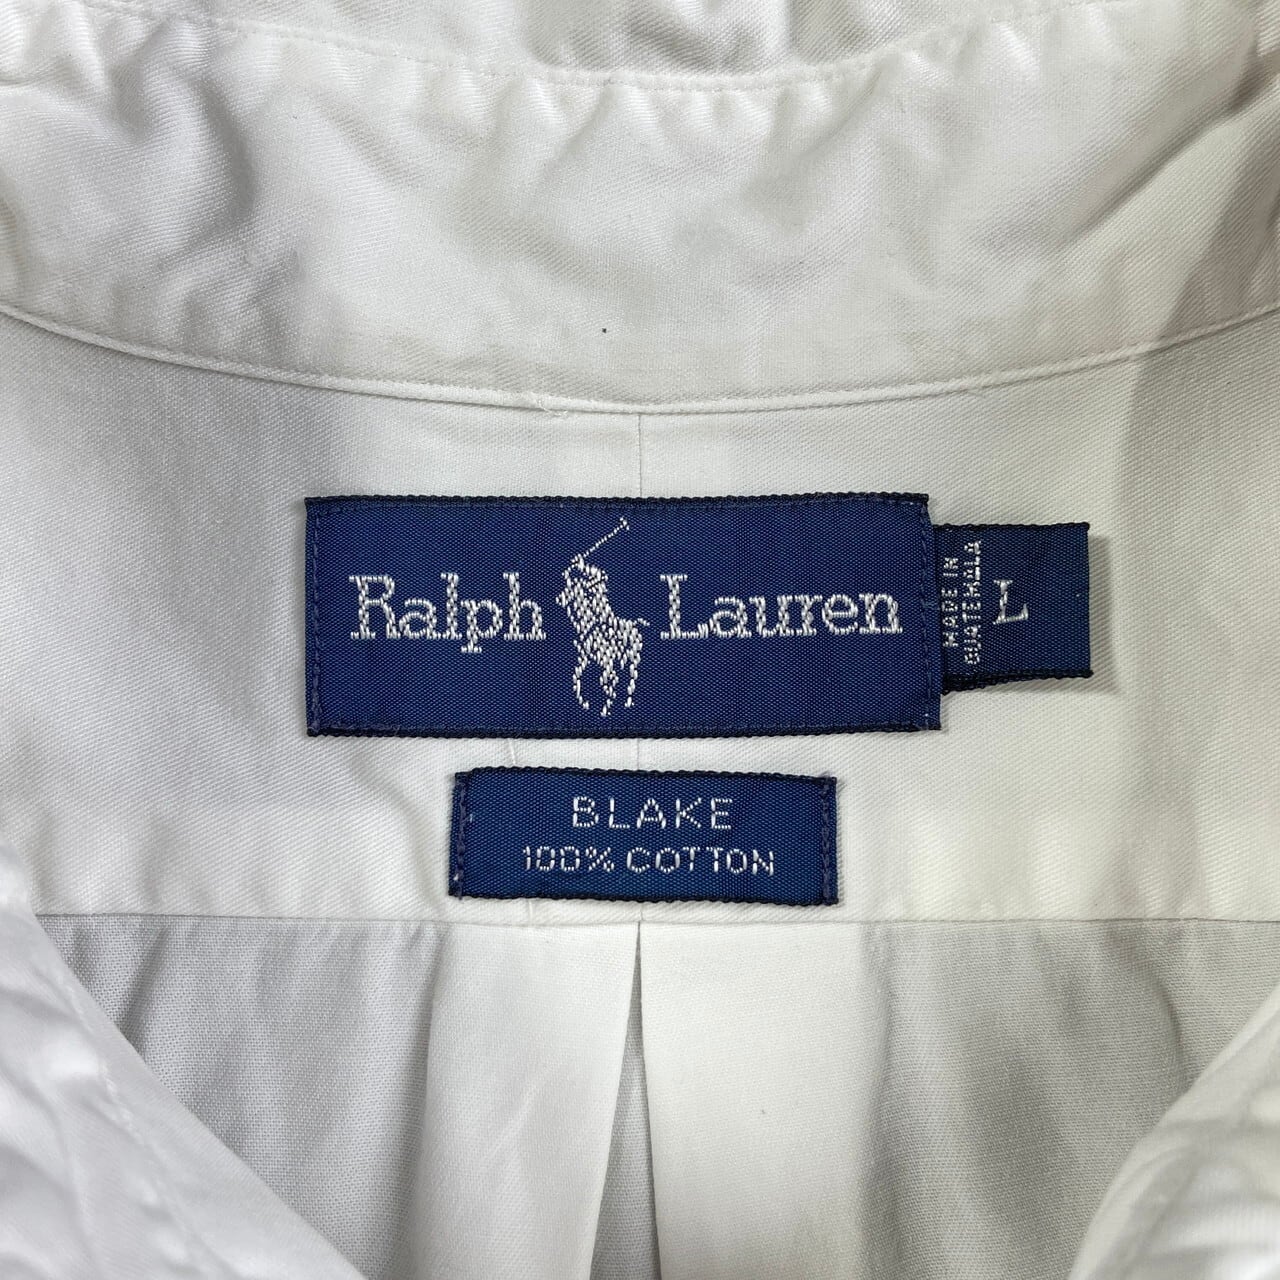 Ralph Lauren
MADE IN
GUATEMALA
L
BLAKE
100% COTTON